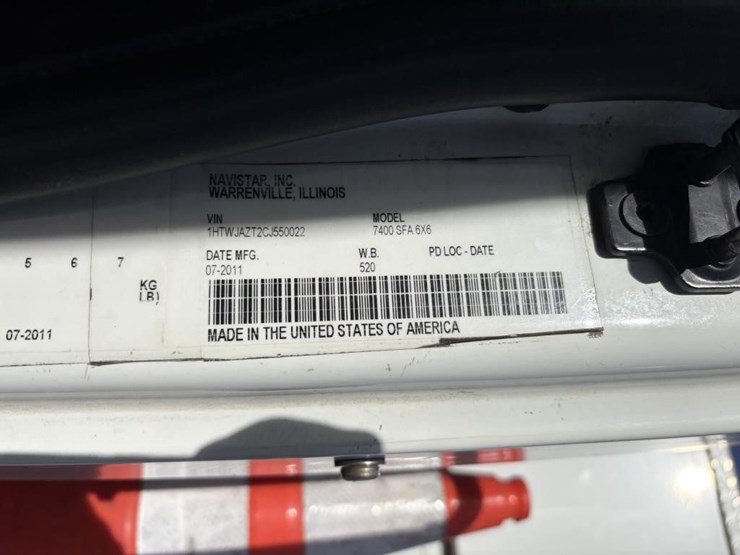 NAVISTAR, INC.
WARRENVILLE, ILLINOIS
VIN MODEL
1HTWJAZT2CJ550022 7400 SFA 6X6
DATE MFG. W.B. PD LOC - DATE
07-2011 520
5 6 7
KG
LB)
MADE IN THE UNITED STATES OF AMERICA
07-2011